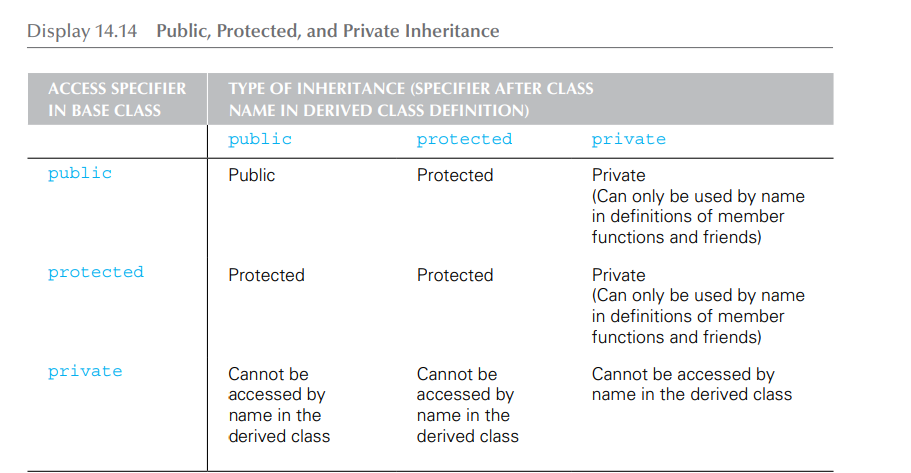 Display 14.14 Public, Protected, and Private Inheritance
ACCESS SPECIFIER IN BASE CLASS
TYPE OF INHERITANCE (SPECIFIER AFTER CLASS NAME IN DERIVED CLASS DEFINITION)
public protected private
public
Public
Protected
Private
(Can only be used by name
in definitions of member
functions and friends)
protected
Protected
Protected
Private
(Can only be used by name
in definitions of member
functions and friends)
private
Cannot be
accessed by
name in the
derived class
Cannot be
accessed by
name in the
derived class
Cannot be accessed by
name in the derived class